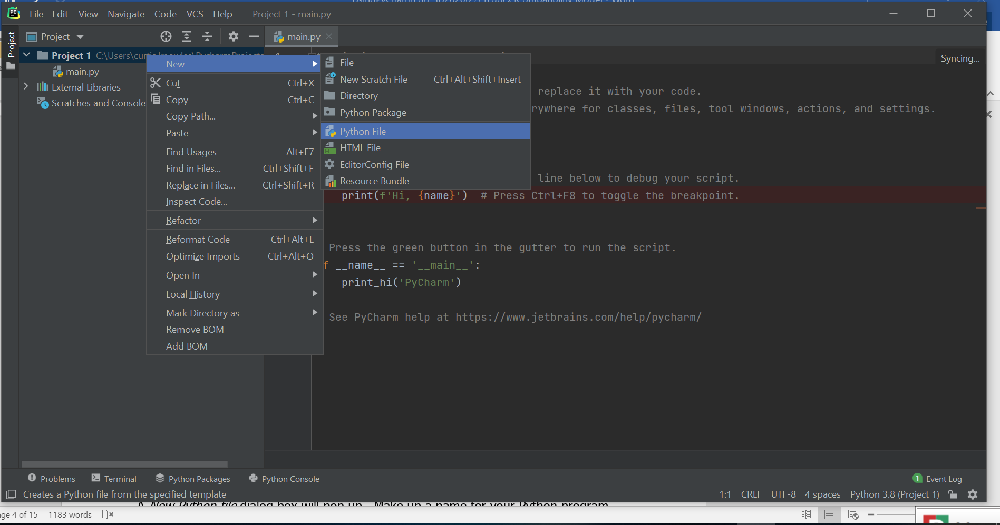 File Edit View Navigate Code VCS Help Project 1 - main.py
Project
Project
main.py
Project 1 C:\Users\curtis.knowles\PycharmProjects
main.py
External Libraries
Scratches and Console
New
Cut Ctrl+X
Copy Ctrl+C
Copy Path...
Paste
Find Usages Alt+F7
Find in Files... Ctrl+Shift+F
Replace in Files... Ctrl+Shift+R
Inspect Code...
Refactor
Reformat Code Ctrl+Alt+L
Optimize Imports Ctrl+Alt+O
Open In
Local History
Mark Directory as
Remove BOM
Add BOM
File
New Scratch File Ctrl+Alt+Shift+Insert
Directory
Python Package
Python File
HTML File
EditorConfig File
Resource Bundle
Syncing...
replace it with your code.
rywhere for classes, files, tool windows, actions, and settings.
line below to debug your script.
print(f'Hi, {name}') # Press Ctrl+F8 to toggle the breakpoint.
Press the green button in the gutter to run the script.
f __name__ == '__main__':
print_hi('PyCharm')
See PyCharm help at https://www.jetbrains.com/help/pycharm/
Problems Terminal Python Packages Python Console 1 Event Log
Creates a Python file from the specified template 1:1 CRLF UTF-8 4 spaces Python 3.8 (Project 1)
A New Python file dialog box will pop up. Make up a name for your Python program
ge 4 of 15 1183 words